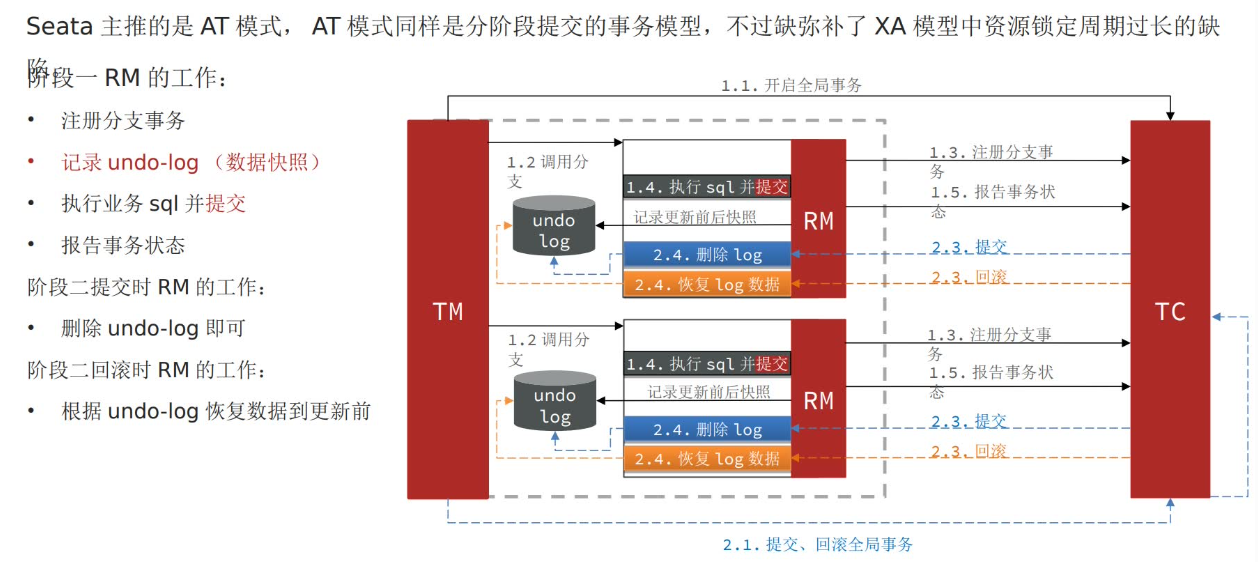 Seata 主推的是 AT 模式， AT 模式同样是分阶段提交的事务模型，不过缺弥补了 XA 模型中资源锁定周期过长的缺
陷。
阶段一 RM 的工作：
• 注册分支事务
• 记录 undo-log （数据快照）
• 执行业务 sql 并提交
• 报告事务状态
阶段二提交时 RM 的工作：
• 删除 undo-log 即可
阶段二回滚时 RM 的工作：
• 根据 undo-log 恢复数据到更新前
1.1. 开启全局事务
TM
1.2 调用分
支
undo
log
1.4. 执行 sql 并提交
记录更新前后快照
2.4. 删除 log
2.4. 恢复 log 数据
RM
1.3. 注册分支事
务
1.5. 报告事务状
态
2.3. 提交
2.3. 回滚
1.2 调用分
支
undo
log
1.4. 执行 sql 并提交
记录更新前后快照
2.4. 删除 log
2.4. 恢复 log 数据
RM
1.3. 注册分支事
务
1.5. 报告事务状
态
2.3. 提交
2.3. 回滚
TC
2.1. 提交、回滚全局事务